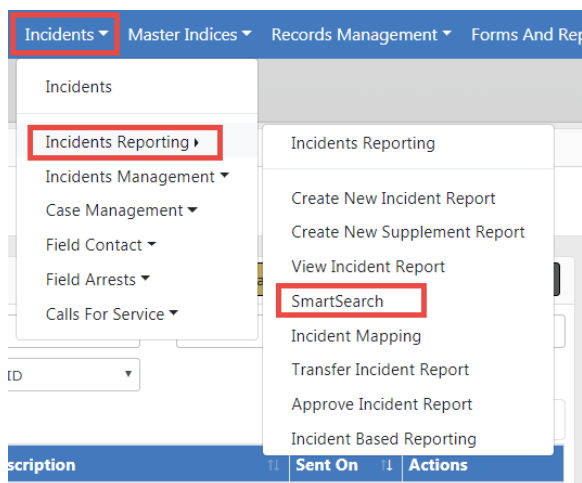 Incidents Master Indices Records Management Forms And Rep
Incidents
Incidents Reporting
Incidents Management
Case Management
Field Contact
Field Arrests
Calls For Service
Incidents Reporting
Create New Incident Report
Create New Supplement Report
View Incident Report
SmartSearch
Incident Mapping
Transfer Incident Report
Approve Incident Report
Incident Based Reporting
ID
scription Sent On Actions